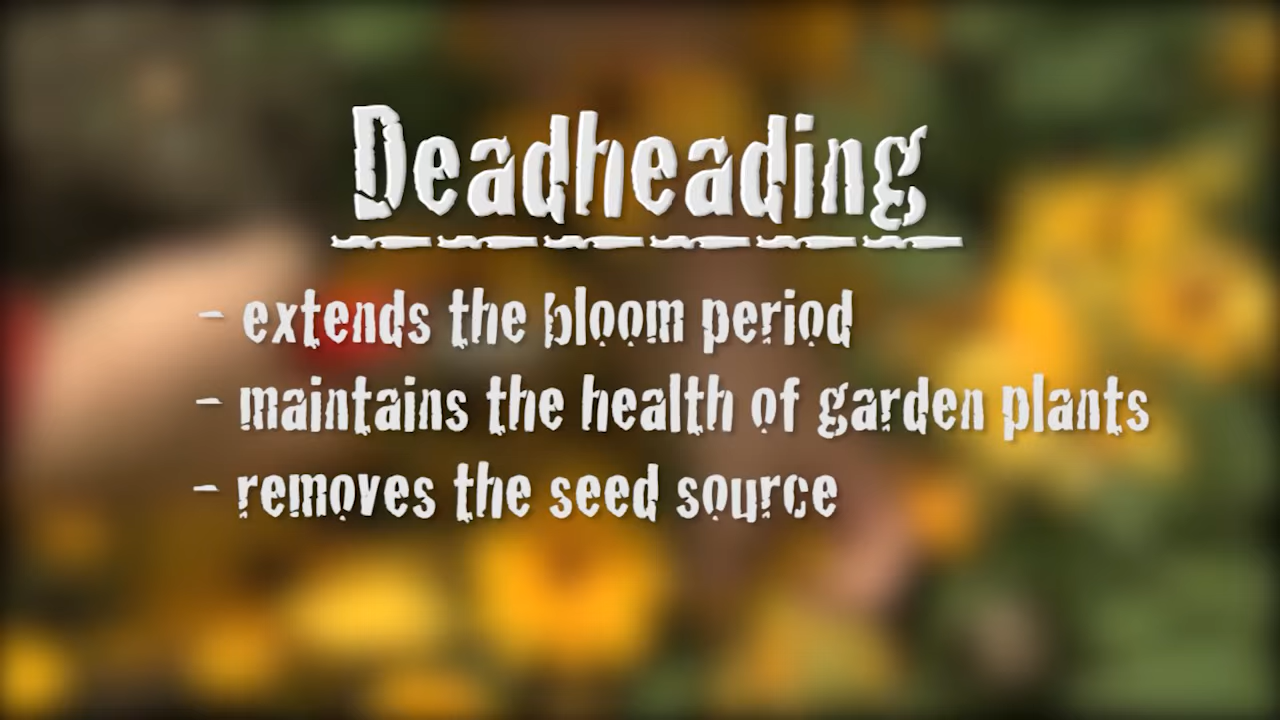 Deadheading
- extends the bloom period
- maintains the health of garden plants
- removes the seed source